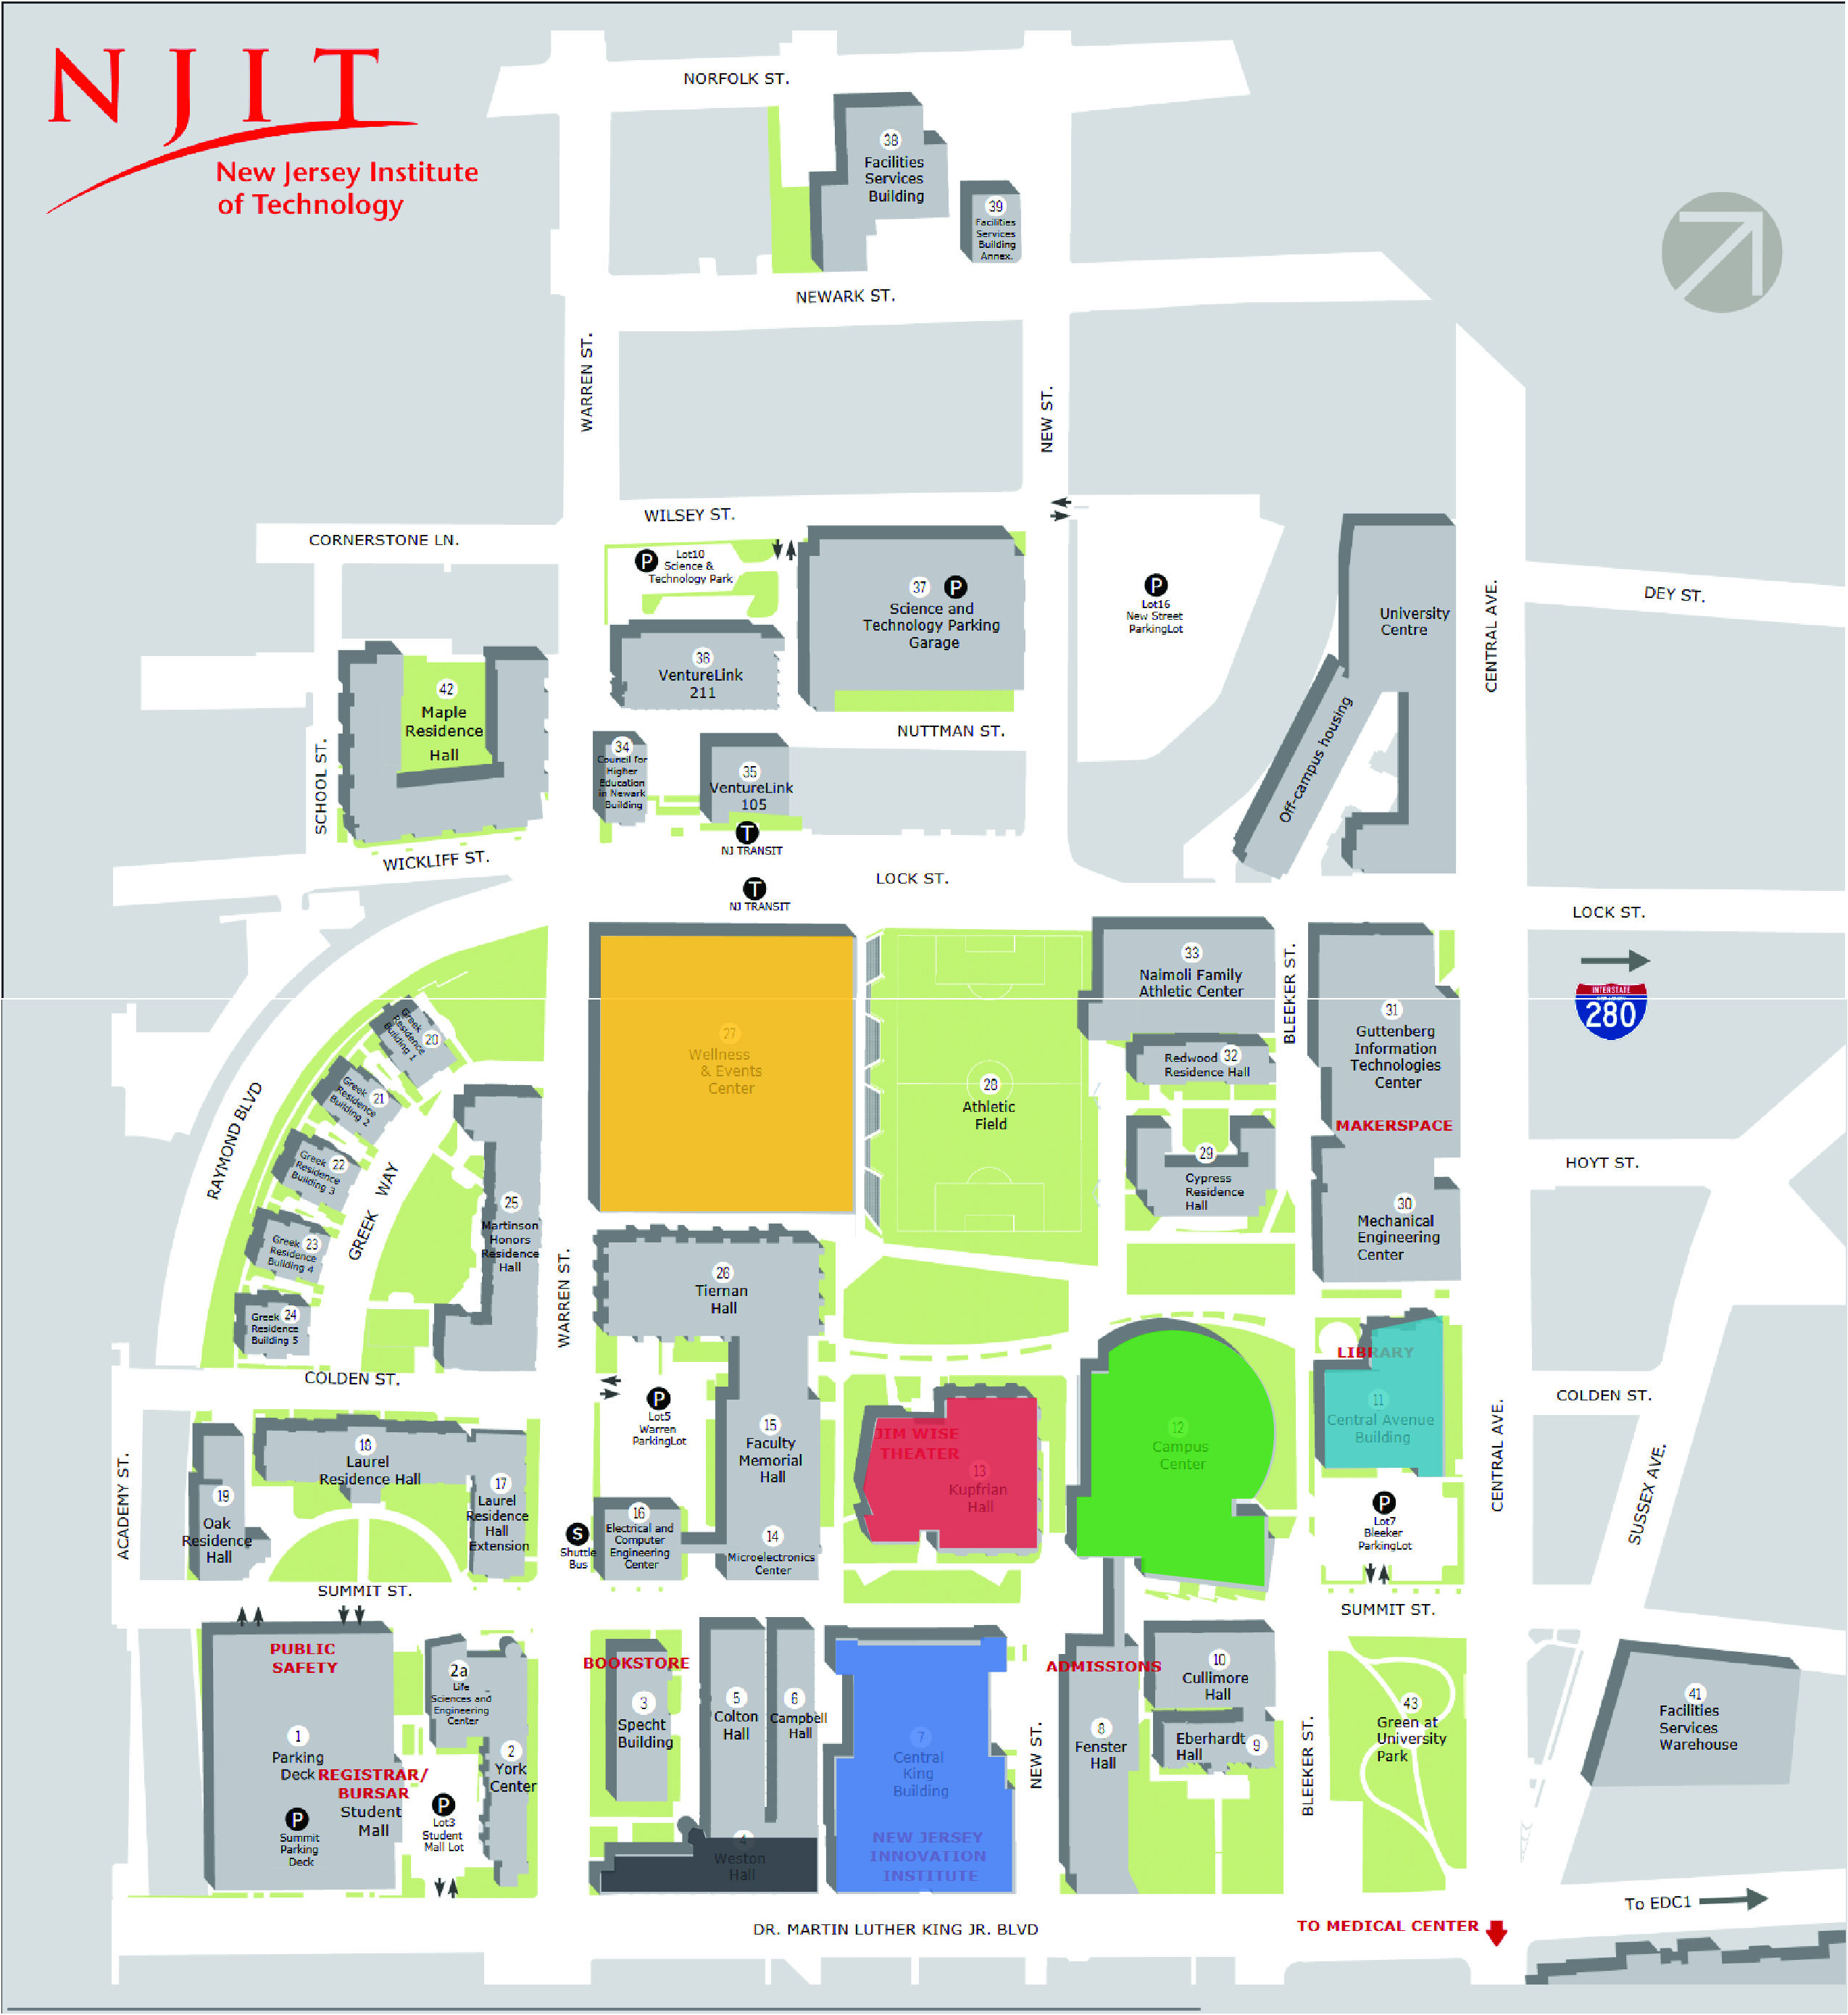 NJIT
New Jersey Institute
of Technology
NORFOLK ST.
38
Facilities
Services
Building
39
Facilities
Services
Building
Annex.
NEWARK ST.
WARREN ST.
NEW ST.
WILSEY ST.
CORNERSTONE LN.
P
Lot10
Science &
Technology Park
37 P
Science and
Technology Parking
Garage
P
Lot16
New Street
ParkingLot
University
Centre
CENTRAL AVE.
DEY ST.
36
VentureLink
211
42
Maple
Residence
Hall
SCHOOL ST.
NUTTMAN ST.
34
Council for
Higher
Education
in Newark
Building
35
VentureLink
105
T
NJ TRANSIT
Off-campus housing
WICKLIFF ST.
LOCK ST.
T
NJ TRANSIT
LOCK ST.
33
Naimoli Family
Athletic Center
BLEEKER ST.
INTERSTATE
280
31
Guttenberg
Information
Technologies
Center
MAKERSPACE
27
Wellness
& Events
Center
28
Athletic
Field
Redwood 32
Residence Hall
20
Greek
Residence
Building 1
21
Greek
Residence
Building 2
22
Greek
Residence
Building 3
23
Greek
Residence
Building 4
24
Greek
Residence
Building 5
RAYMOND BLVD
GREEK WAY
25
Martinson
Honors
Residence
Hall
29
Cypress
Residence
Hall
30
Mechanical
Engineering
Center
HOYT ST.
WARREN ST.
26
Tiernan
Hall
LIBRARY
11
Central Avenue
Building
COLDEN ST.
COLDEN ST.
P
Lot5
Warren
ParkingLot
15
Faculty
Memorial
Hall
JIM WISE
THEATER
13
Kupfrian
Hall
12
Campus
Center
CENTRAL AVE.
SUSSEX AVE.
ACADEMY ST.
18
Laurel
Residence Hall
17
Laurel
Residence
Hall
Extension
19
Oak
Residence
Hall
S
Shuttle
Bus
16
Electrical and
Computer
Engineering
Center
14
Microelectronics
Center
P
Lot7
Bleeker
ParkingLot
SUMMIT ST.
SUMMIT ST.
PUBLIC
SAFETY
1
Parking
Deck
REGISTRAR/
BURSAR
Student
Mall
P
Summit
Parking
Deck
2a
Life
Sciences and
Engineering
Center
2
York
Center
P
Lot3
Student
Mall Lot
BOOKSTORE
3
Specht
Building
5
Colton
Hall
6
Campbell
Hall
4
Weston
Hall
7
Central
King
Building
NEW JERSEY
INNOVATION
INSTITUTE
NEW ST.
ADMISSIONS
8
Fenster
Hall
10
Cullimore
Hall
Eberhardt
Hall 9
BLEEKER ST.
43
Green at
University
Park
41
Facilities
Services
Warehouse
To EDC1
DR. MARTIN LUTHER KING JR. BLVD
TO MEDICAL CENTER